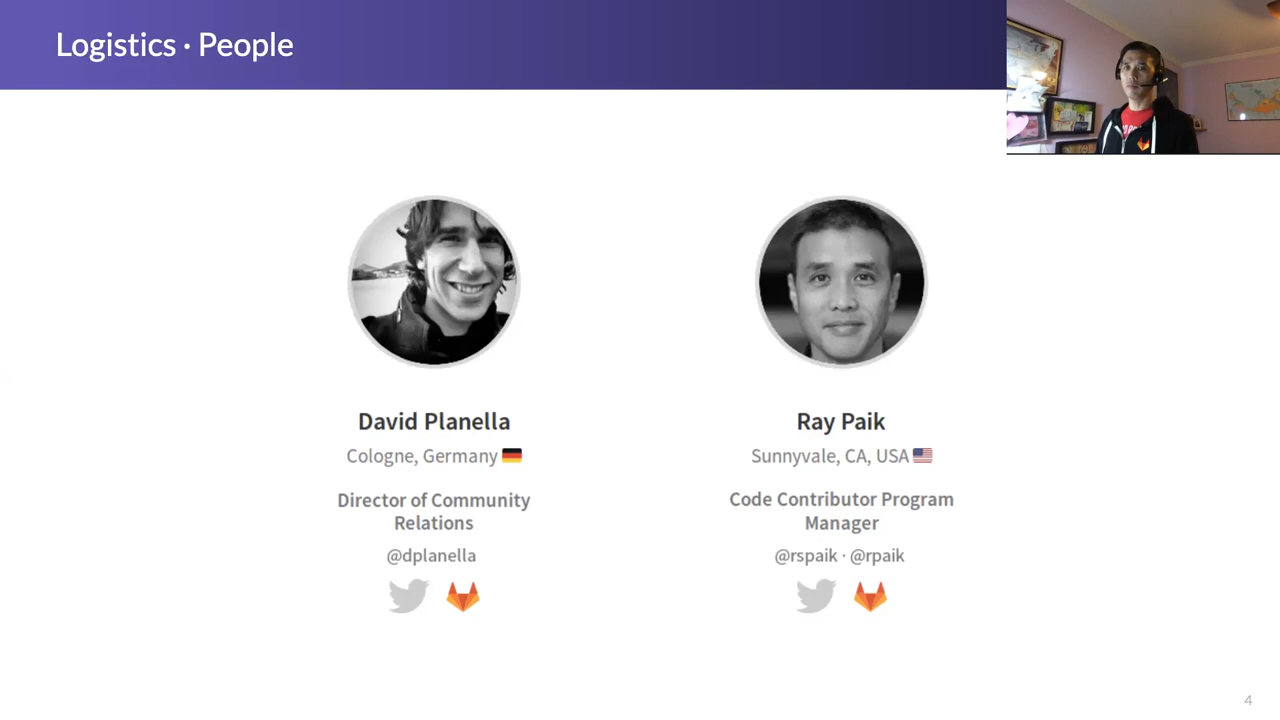 Logistics · People
David Planella
Cologne, Germany
Director of Community
Relations
@dplanella
Ray Paik
Sunnyvale, CA, USA
Code Contributor Program
Manager
@rspaik · @rpaik
4